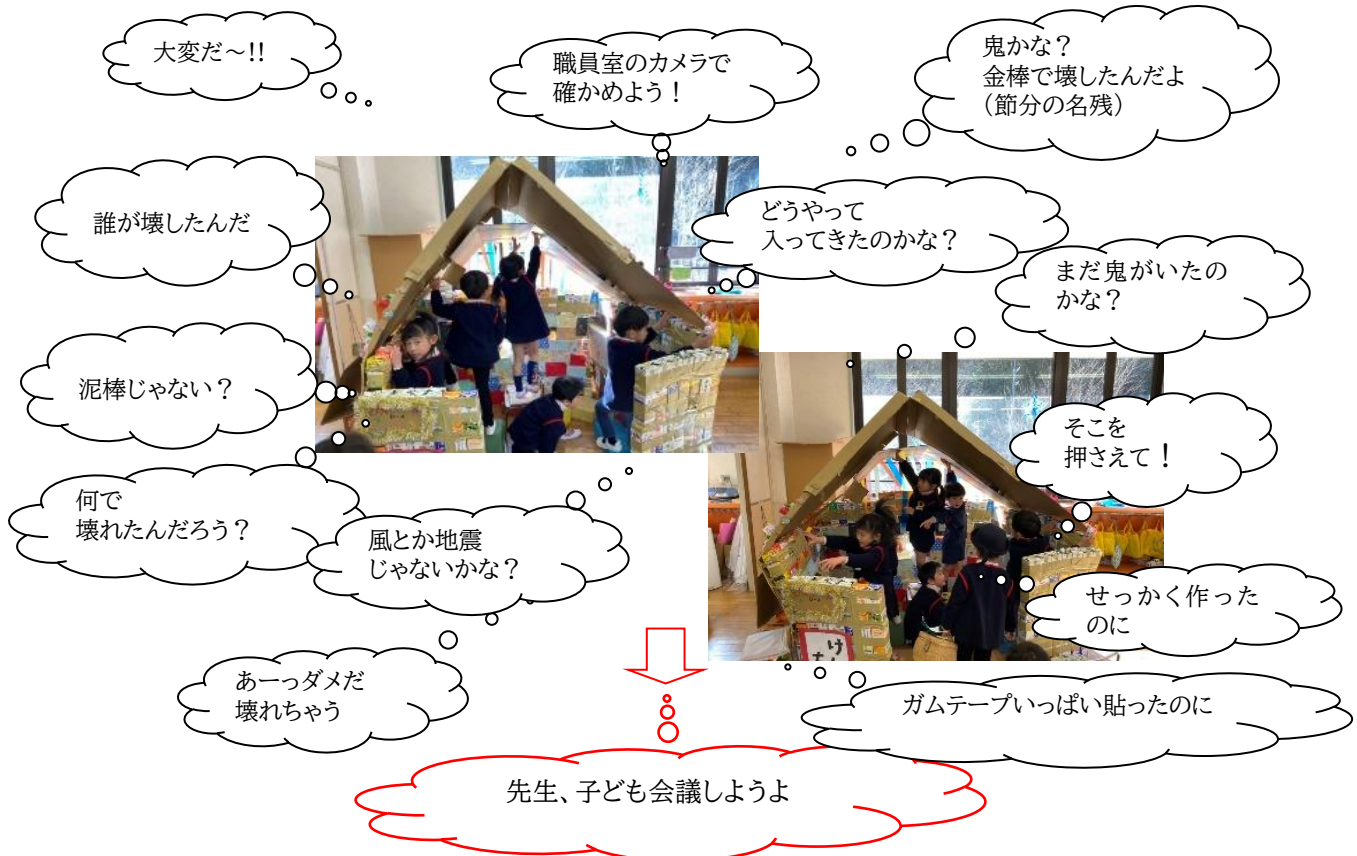 大変だ~!!
職員室のカメラで
確かめよう!
鬼かな?
金棒で壊したんだよ
(節分の名残)
誰が壊したんだ
どうやって
入ってきたのかな?
まだ鬼がいたの
かな?
泥棒じゃない?
そこを
押さえて!
何で
壊れたんだろう?
風とか地震
じゃないかな?
せっかく作った
のに
あーっダメだ
壊れちゃう
ガムテープいっぱい貼ったのに
先生、子ども会議しようよ